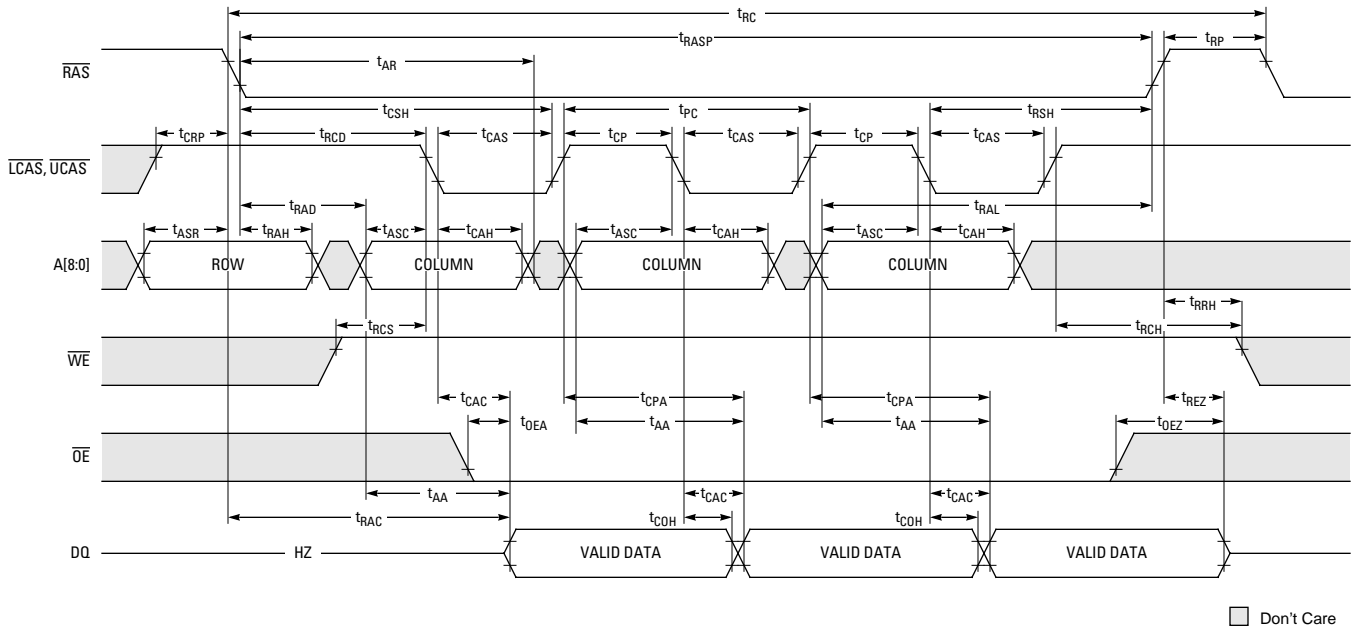 tRC
tRASP
tRP
RAS
tAR
tCSH
tPC
tRSH
tCRP
tRCD
tCAS
tCP
tCAS
tCP
tCAS
LCAS, UCAS
tRAD
tRAL
tASR
tRAH
tASC
tCAH
tASC
tCAH
tASC
tCAH
A[8:0]
ROW
COLUMN
COLUMN
COLUMN
tRRH
tRCS
tRCH
WE
tCAC
tCPA
tCPA
tREZ
tOEA
tAA
tAA
tOEZ
OE
tAA
tCAC
tCAC
tRAC
tCOH
tCOH
DQ
HZ
VALID DATA
VALID DATA
VALID DATA
Don't Care